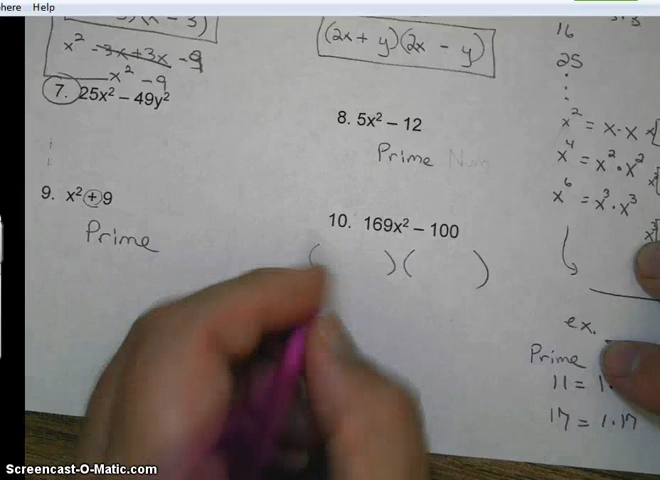 here Help
x² - 3x + 3x - 9
x² - 9
(2x + y)(2x - y)
7. 25x² – 49y²
8. 5x² – 12
Prime Num
9. x² + 9
Prime
10. 169x² – 100
( ) ( )
16
25
x² = x · x
x⁴ = x² · x²
x⁶ = x³ · x³
ex.
Prime
11 = 1 ·
17 = 1 · 17
Screencast-O-Matic.com